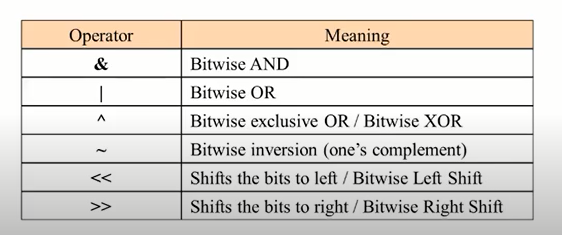 Operator Meaning
& Bitwise AND
| Bitwise OR
^ Bitwise exclusive OR / Bitwise XOR
~ Bitwise inversion (one's complement)
<< Shifts the bits to left / Bitwise Left Shift
>> Shifts the bits to right / Bitwise Right Shift